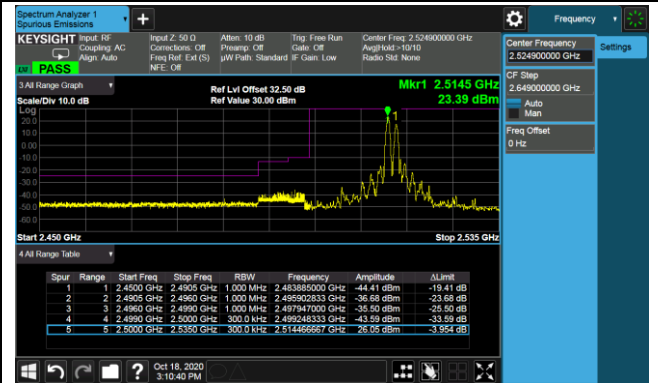 Spectrum Analyzer 1
Spurious Emissions
Frequency
KEYSIGHT Input: RF Input Z: 50 Ω Atten: 10 dB Trig: Free Run Center Freq: 2.524900000 GHz
Coupling: AC Corrections: Off Preamp: Off Gate: Off Avg|Hold:>10/10
Align: Auto Freq Ref: Ext (S) µW Path: Standard IF Gain: Low Radio Std: None
PASS NFE: Off
Center Frequency
2.524900000 GHz
Settings
CF Step
2.649000000 GHz
Auto
Man
Freq Offset
0 Hz
3 All Range Graph
Ref Lvl Offset 32.50 dB
Mkr1 2.5145 GHz
Scale/Div 10.0 dB
Ref Value 30.00 dBm
23.39 dBm
Log
20.0
10.0
0.00
-10.0
-20.0
-30.0
-40.0
-50.0
-60.0
1
Start 2.450 GHz
Stop 2.535 GHz
4 All Range Table
Spur Range Start Freq Stop Freq RBW Frequency Amplitude ΔLimit
1 1 2.4500 GHz 2.4905 GHz 1.000 MHz 2.483885000 GHz -44.41 dBm -19.41 dB
2 2 2.4905 GHz 2.4960 GHz 1.000 MHz 2.495902833 GHz -36.68 dBm -23.68 dB
3 3 2.4960 GHz 2.4990 GHz 1.000 MHz 2.497947000 GHz -35.50 dBm -25.50 dB
4 4 2.4990 GHz 2.5000 GHz 300.0 kHz 2.499248333 GHz -43.59 dBm -33.59 dB
5 5 2.5000 GHz 2.5350 GHz 300.0 kHz 2.514466667 GHz 26.05 dBm -3.954 dB
Oct 18, 2020
3:10:40 PM